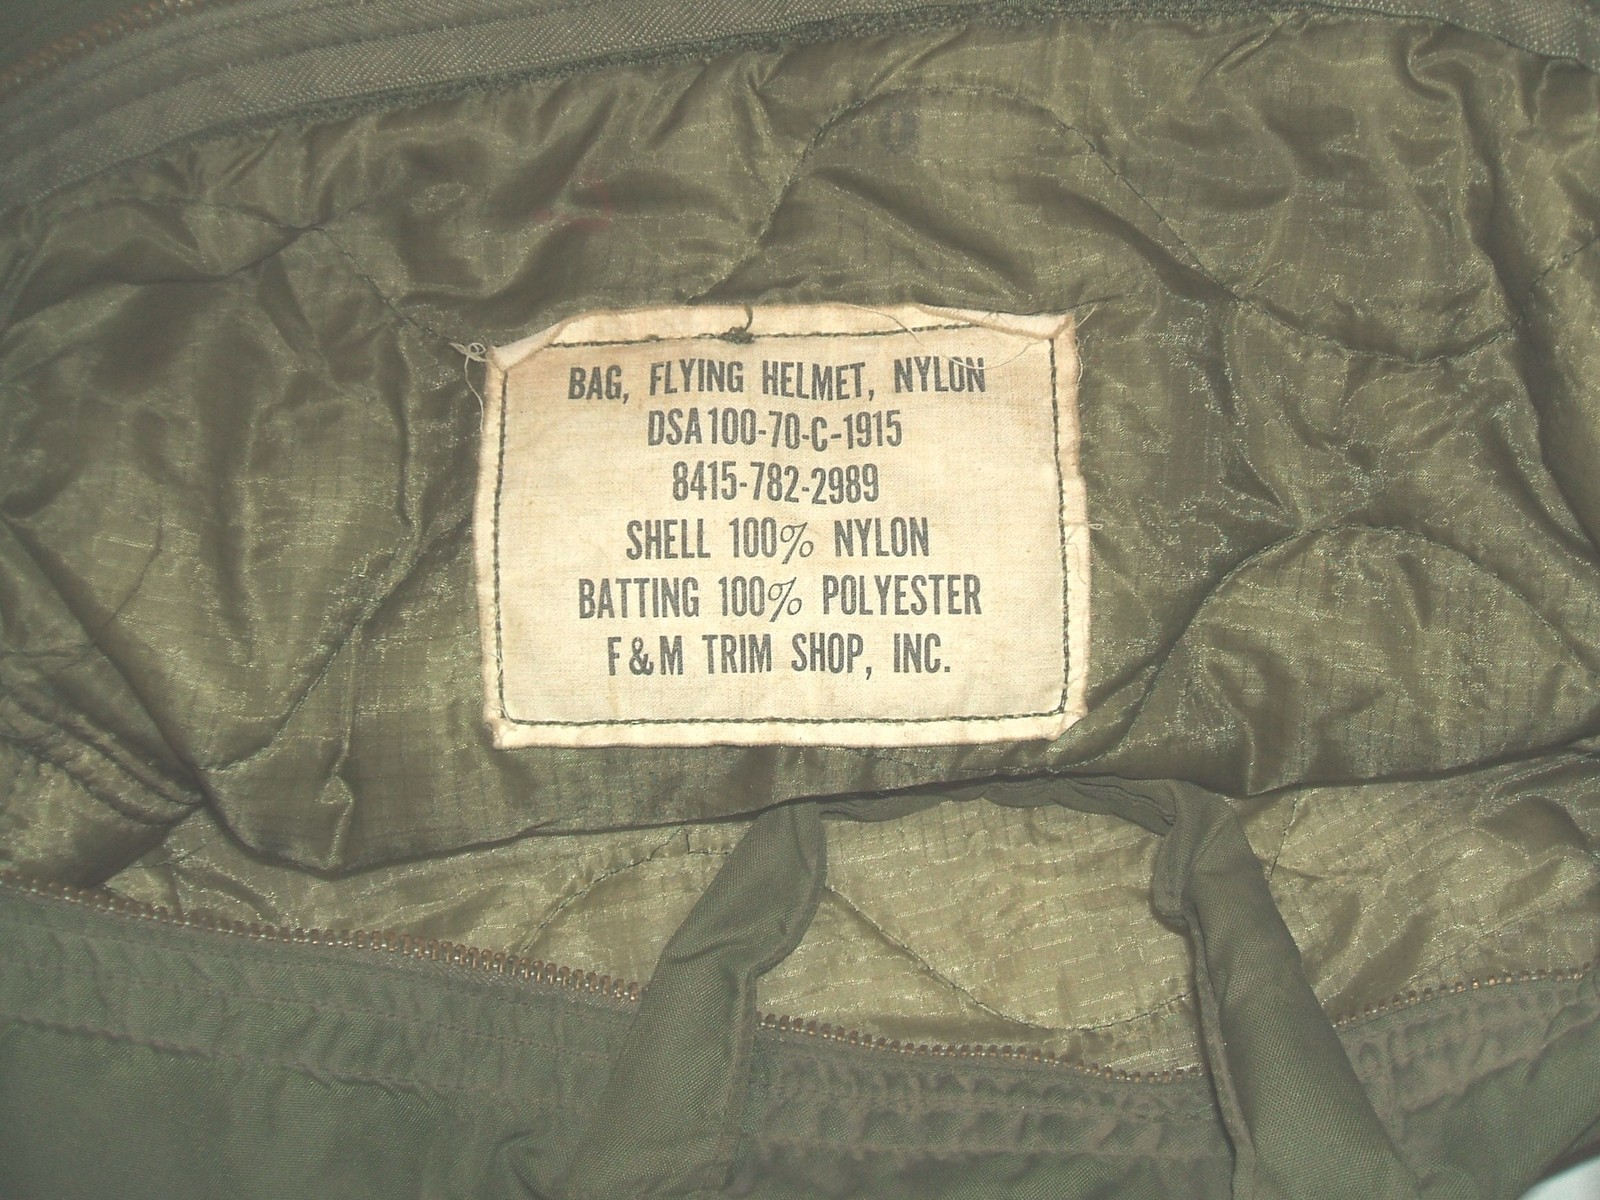 BAG, FLYING HELMET, NYLON
DSA100-70-C-1915
8415-782-2989
SHELL 100% NYLON
BATTING 100% POLYESTER
F & M TRIM SHOP, INC.